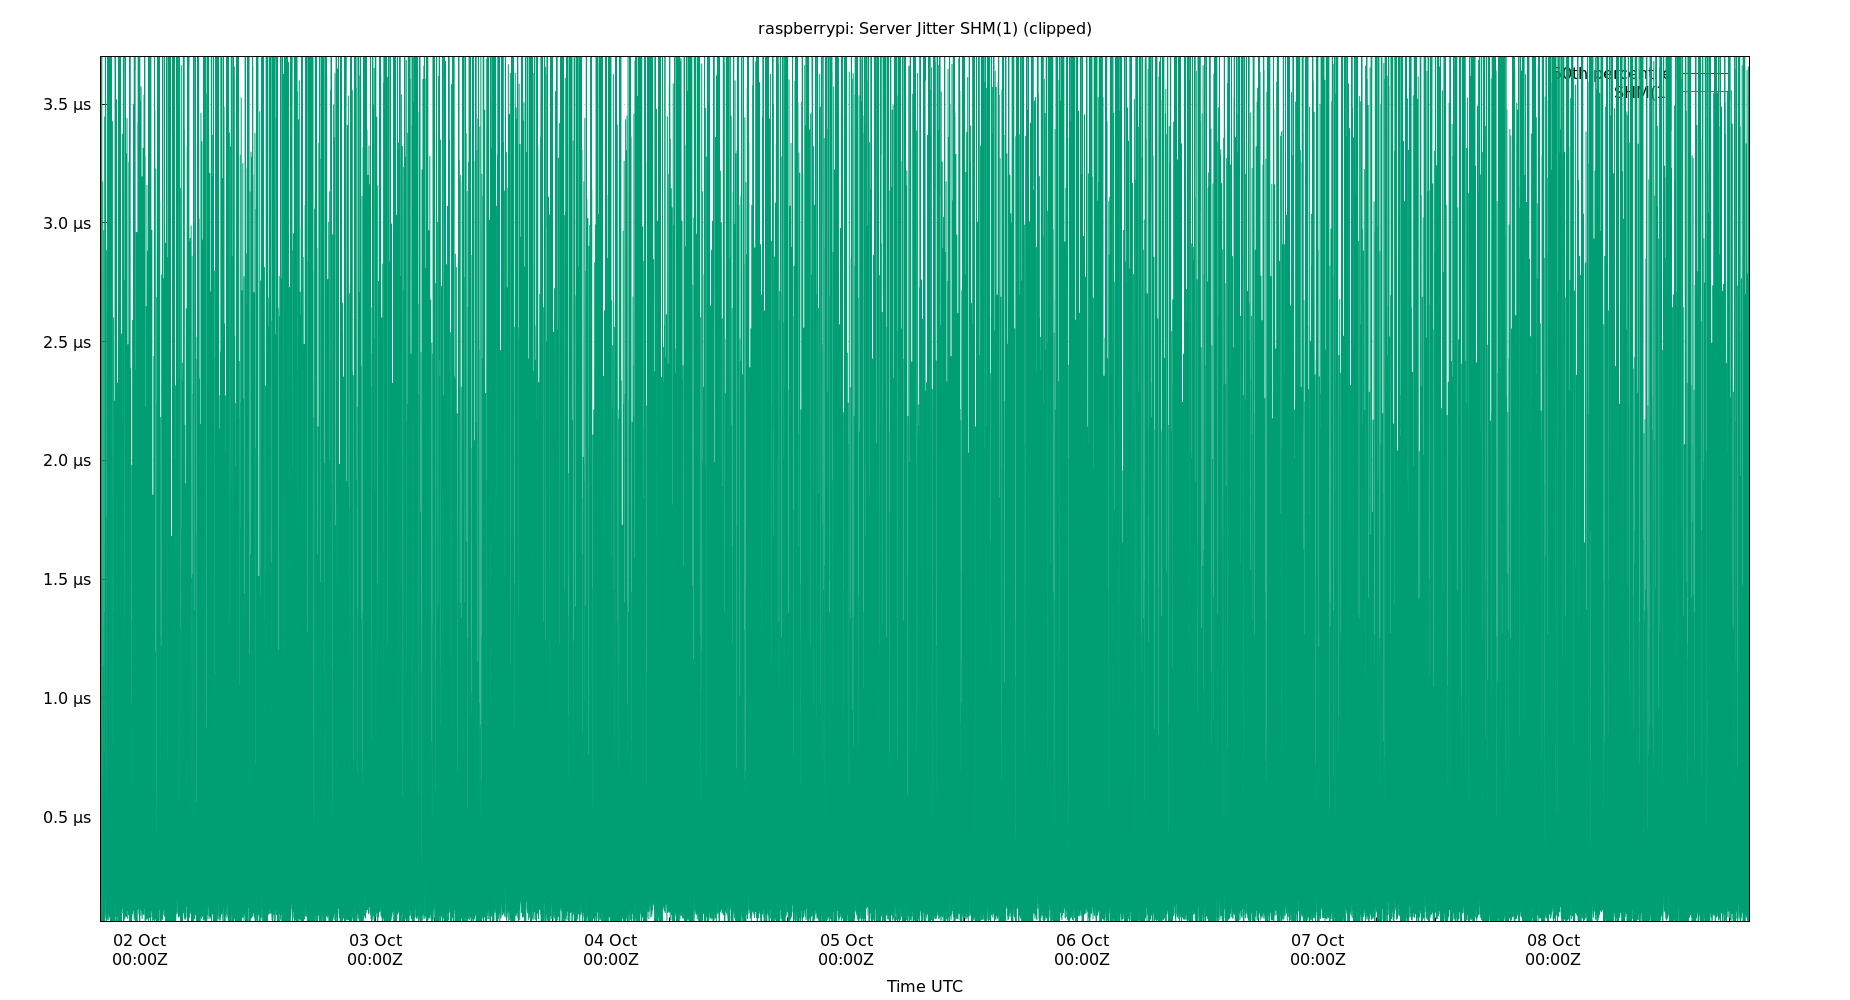 raspberrypi: Server Jitter SHM(1) (clipped)
percentile
SHM(1
3.5 µs
3.0 µs
2.5 µs
2.0 µs
1.5 µs
1.0 µs
0.5 µs
02 Oct 03 Oct 04 Oct 05 Oct 06 Oct 07 Oct 08 Oct
00:00Z 00:00Z 00:00Z 00:00Z 00:00Z 00:00Z 00:00Z
Time UTC